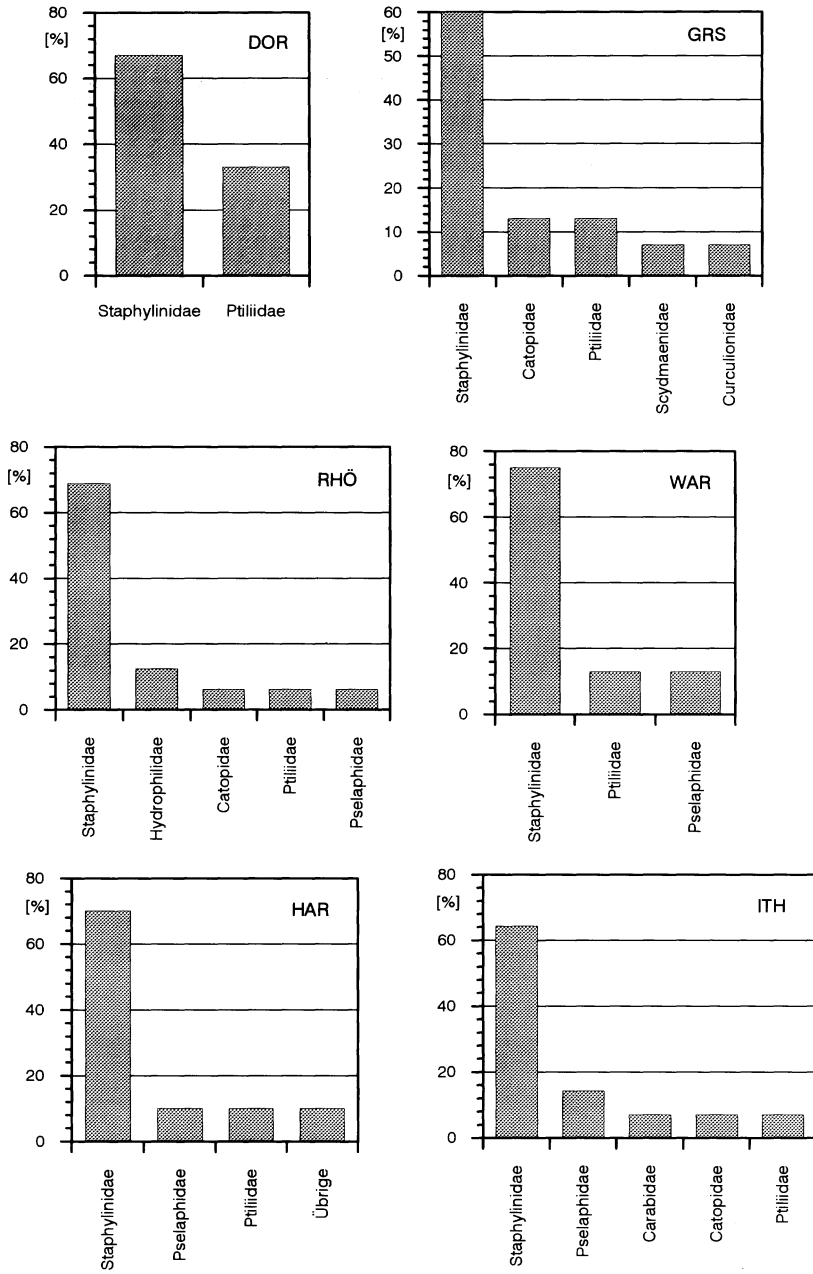 80
[%]
60
40
20
0
DOR
Staphylinidae
Ptiliidae
60
[%]
50
40
30
20
10
0
GRS
Staphylinidae
Catopidae
Ptiliidae
Scydmaenidae
Curculionidae
80
[%]
60
40
20
0
RHÖ
Staphylinidae
Hydrophilidae
Catopidae
Ptiliidae
Pselaphidae
80
[%]
60
40
20
0
WAR
Staphylinidae
Ptiliidae
Pselaphidae
80
[%]
60
40
20
0
HAR
Staphylinidae
Pselaphidae
Ptiliidae
Übrige
80
[%]
60
40
20
0
ITH
Staphylinidae
Pselaphidae
Carabidae
Catopidae
Ptiliidae